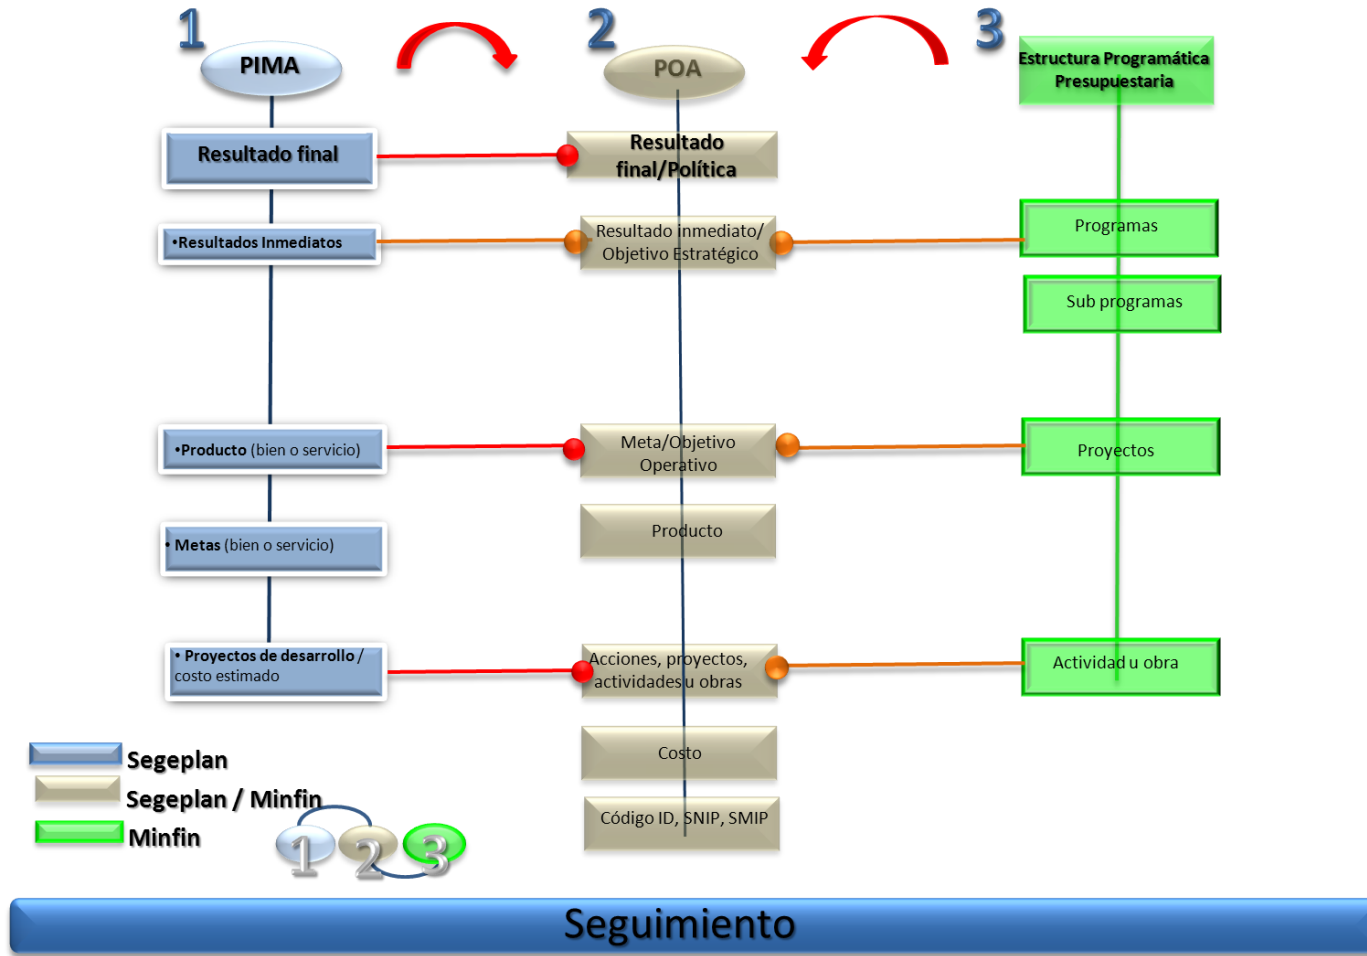 1
PIMA
Resultado final
•Resultados Inmediatos
•Producto (bien o servicio)
• Metas (bien o servicio)
• Proyectos de desarrollo /
costo estimado
2
POA
Resultado
final/Política
Resultado inmediato/
Objetivo Estratégico
Meta/Objetivo
Operativo
Producto
Acciones, proyectos,
actividades u obras
Costo
Código ID, SNIP, SMIP
3
Estructura Programática
Presupuestaria
Programas
Sub programas
Proyectos
Actividad u obra
Segeplan
Segeplan / Minfin
Minfin
1 2 3
Seguimiento